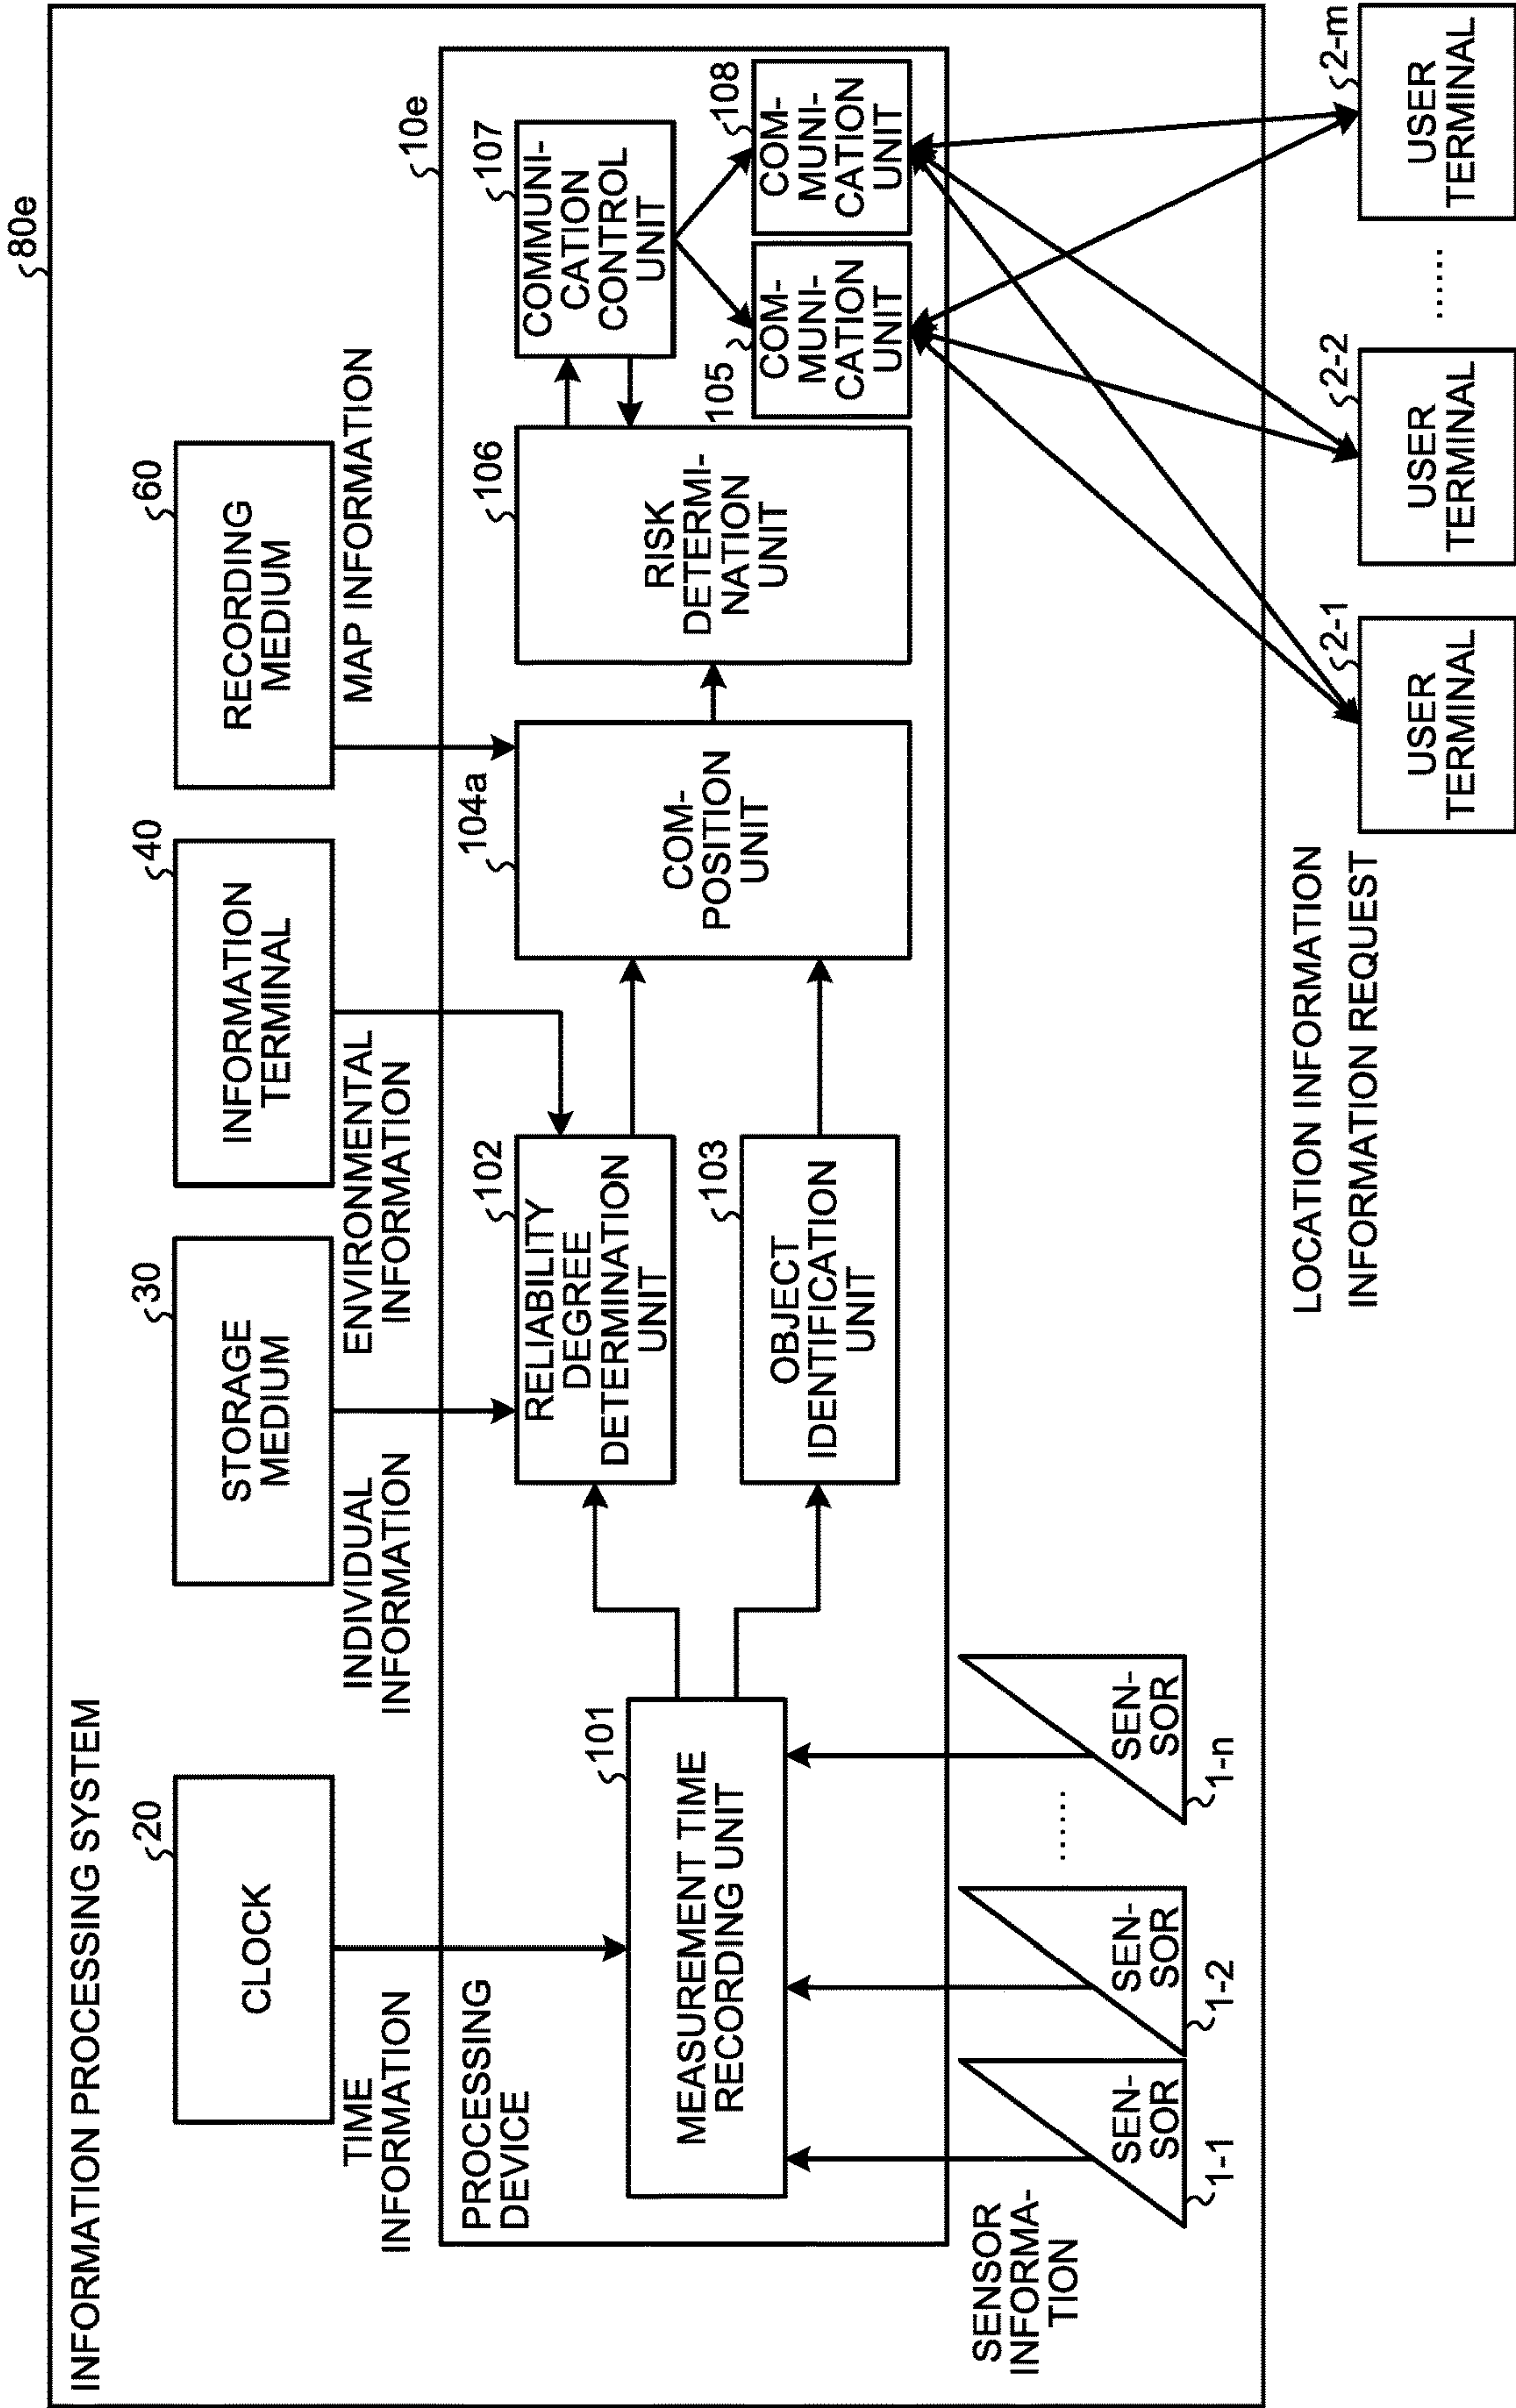 80e
INFORMATION PROCESSING SYSTEM
20
CLOCK
30
STORAGE
MEDIUM
40
INFORMATION
TERMINAL
60
RECORDING
MEDIUM
TIME
INFORMATION
INDIVIDUAL
INFORMATION
ENVIRONMENTAL
INFORMATION
MAP INFORMATION
10e
PROCESSING
DEVICE
101
MEASUREMENT TIME
RECORDING UNIT
102
RELIABILITY
DEGREE
DETERMINATION
UNIT
103
OBJECT
IDENTIFICATION
UNIT
104a
COM-
POSITION
UNIT
106
RISK
DETERMI-
NATION
UNIT
107
COMMUNI-
CATION
CONTROL
UNIT
105
COM-
MUNI-
CATION
UNIT
108
COM-
MUNI-
CATION
UNIT
SENSOR
INFORMA-
TION
SEN-
SOR
1-1
SEN-
SOR
1-2
......
SEN-
SOR
1-n
LOCATION INFORMATION
INFORMATION REQUEST
2-1
USER
TERMINAL
2-2
USER
TERMINAL
.....
2-m
USER
TERMINAL